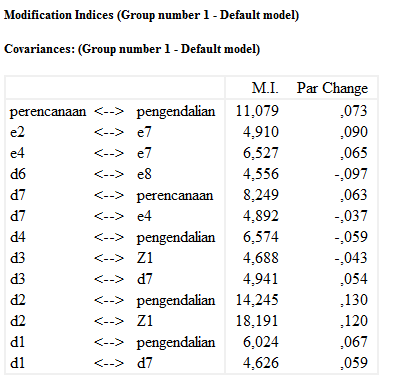 Modification Indices (Group number 1 - Default model)
Covariances: (Group number 1 - Default model)
M.I. Par Change
perencanaan <--> pengendalian 11,079 ,073
e2 <--> e7 4,910 ,090
e4 <--> e7 6,527 ,065
d6 <--> e8 4,556 -,097
d7 <--> perencanaan 8,249 ,063
d7 <--> e4 4,892 -,037
d4 <--> pengendalian 6,574 -,059
d3 <--> Z1 4,688 -,043
d3 <--> d7 4,941 ,054
d2 <--> pengendalian 14,245 ,130
d2 <--> Z1 18,191 ,120
d1 <--> pengendalian 6,024 ,067
d1 <--> d7 4,626 ,059